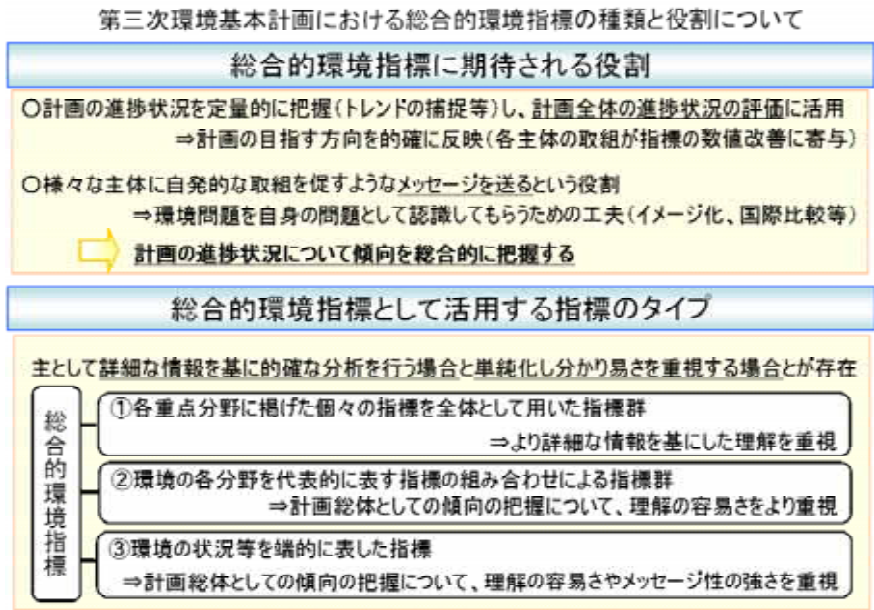 第三次環境基本計画における総合的環境指標の種類と役割について
総合的環境指標に期待される役割
〇計画の進捗状況を定量的に把握(トレンドの捕捉等)し、計画全体の進捗状況の評価に活用
⇒計画の目指す方向を的確に反映(各主体の取組が指標の数値改善に寄与)
〇様々な主体に自発的な取組を促すようなメッセージを送るという役割
⇒環境問題を自身の問題として認識してもらうための工夫(イメージ化、国際比較等)
計画の進捗状況について傾向を総合的に把握する
総合的環境指標として活用する指標のタイプ
主として詳細な情報を基に的確な分析を行う場合と単純化し分かり易さを重視する場合とが存在
総合的環境指標
①各重点分野に掲げた個々の指標を全体として用いた指標群
⇒より詳細な情報を基にした理解を重視
②環境の各分野を代表的に表す指標の組み合わせによる指標群
⇒計画総体としての傾向の把握について、理解の容易さをより重視
③環境の状況等を端的に表した指標
⇒計画総体としての傾向の把握について、理解の容易さやメッセージ性の強さを重視